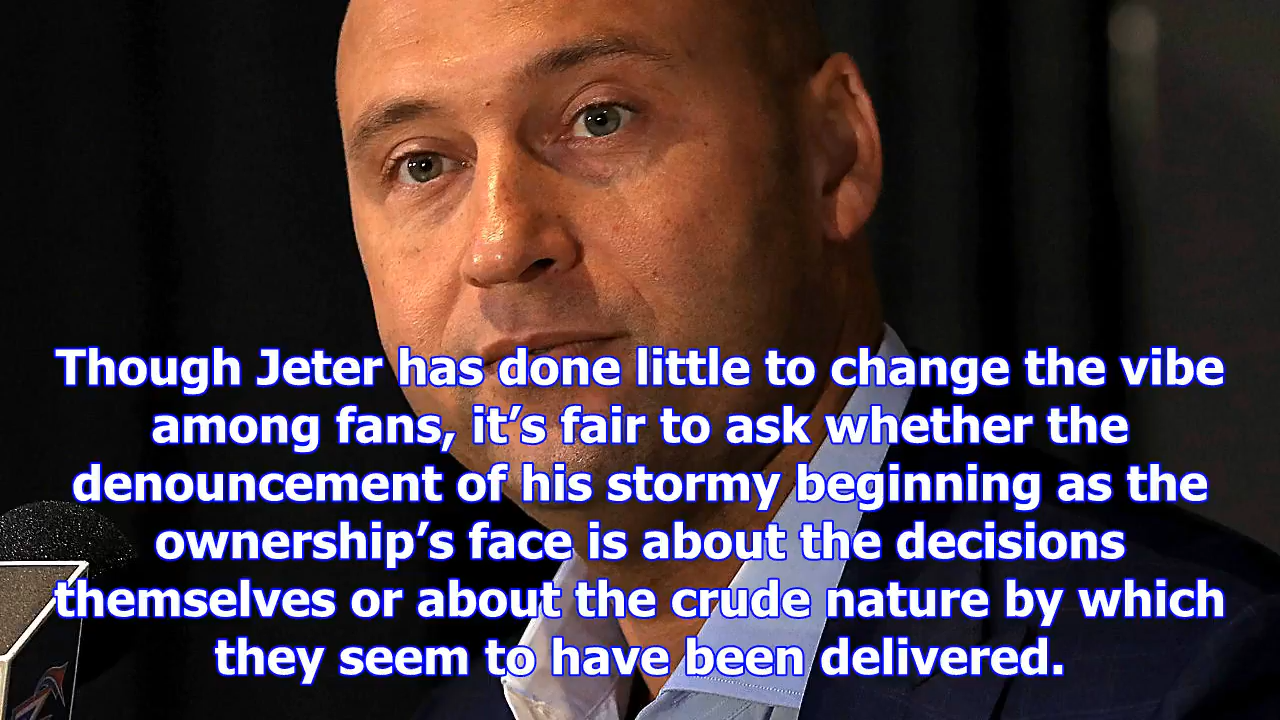 Though Jeter has done little to change the vibe
among fans, it’s fair to ask whether the
denouncement of his stormy beginning as the
ownership’s face is about the decisions
themselves or about the crude nature by which
they seem to have been delivered.